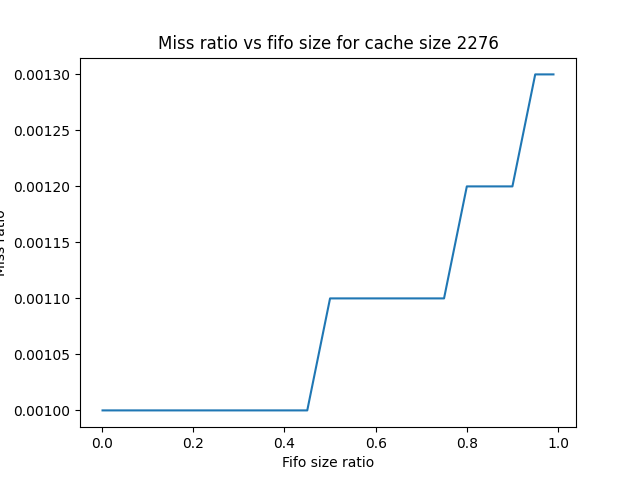 Miss ratio vs fifo size for cache size 2276
0.00130
0.00125
0.00120
0.00115
0.00110
0.00105
0.00100
Miss ratio
0.0 0.2 0.4 0.6 0.8 1.0
Fifo size ratio